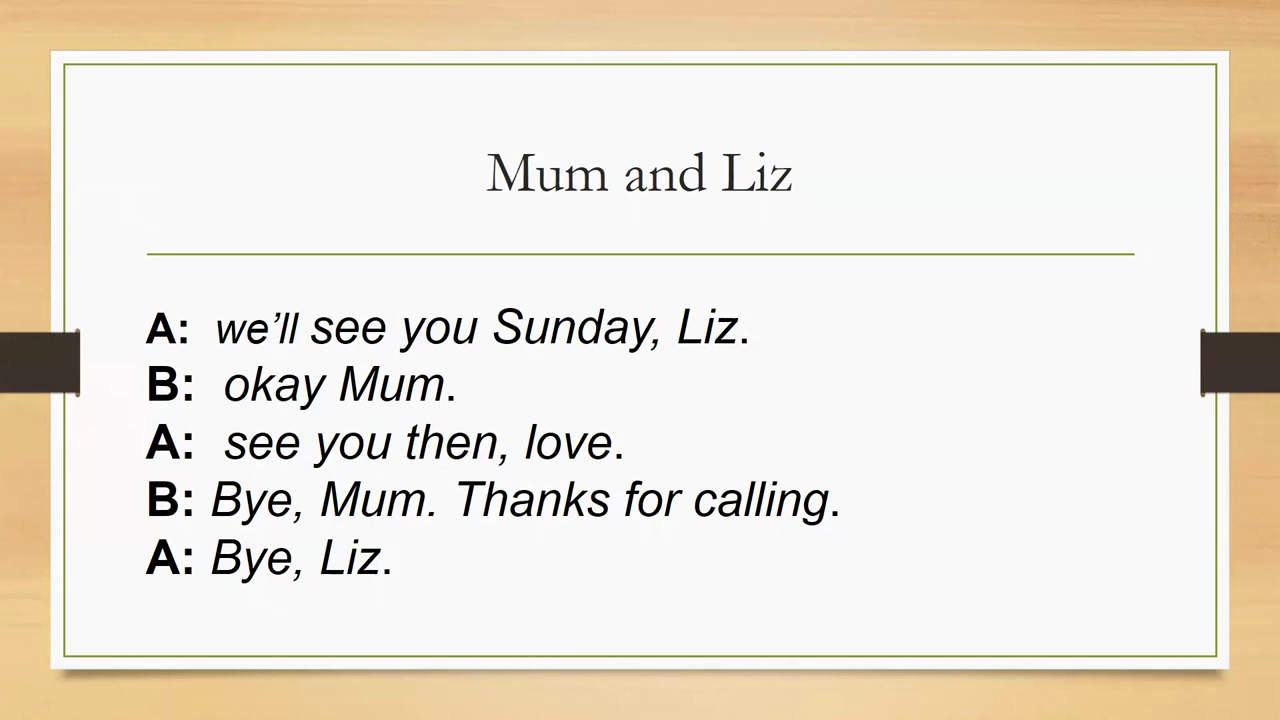 Mum and Liz
A: we’ll see you Sunday, Liz.
B: okay Mum.
A: see you then, love.
B: Bye, Mum. Thanks for calling.
A: Bye, Liz.